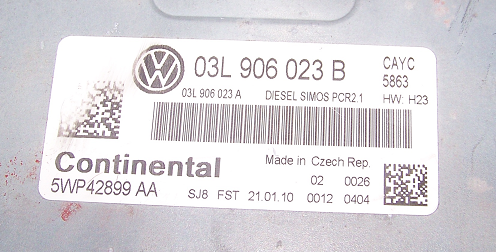 03L 906 023 B
CAYC
5863
03L 906 023 A DIESEL SIMOS PCR2.1 HW: H23
Continental
Made in Czech Rep.
02 0026
5WP42899 AA
SJ8 FST 21.01.10 0012 0404